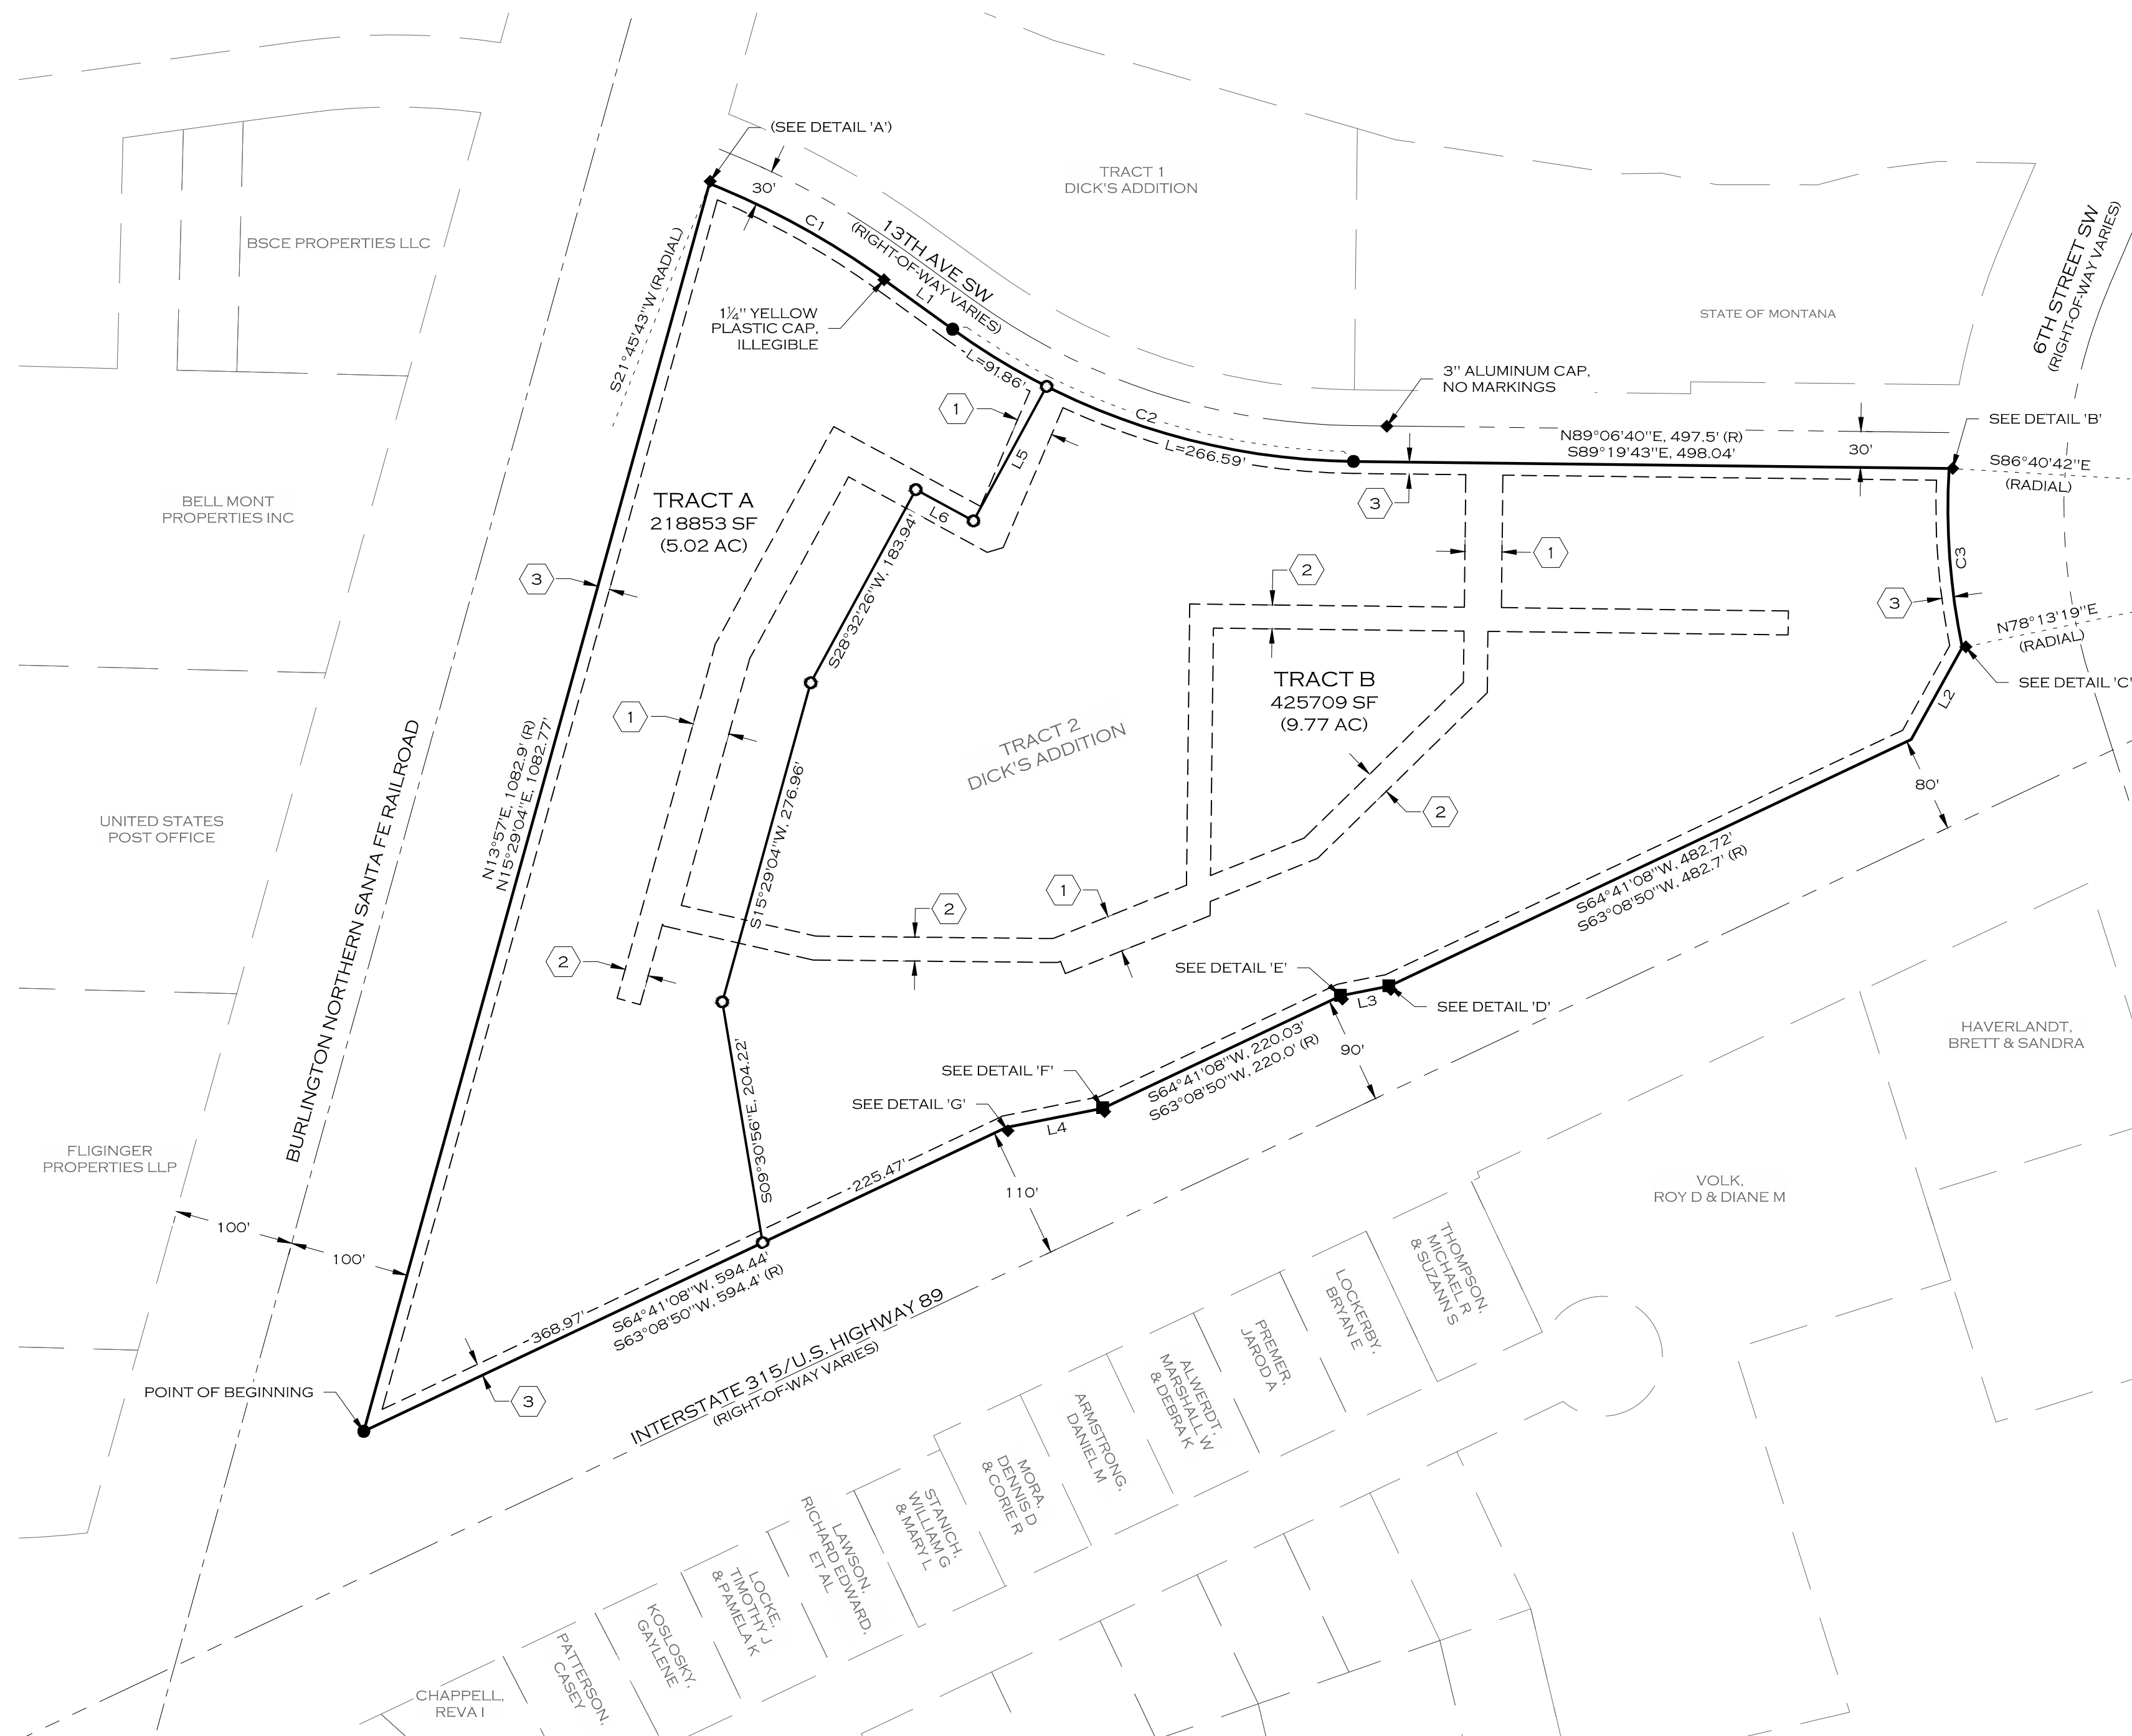 (SEE DETAIL 'A')
30'
C1
13TH AVE SW
(RIGHT-OF-WAY VARIES)
TRACT 1
DICK'S ADDITION
6TH STREET SW
(RIGHT-OF-WAY VARIES)
STATE OF MONTANA
BSCE PROPERTIES LLC
S21°45'43"W (RADIAL)
1¼" YELLOW
PLASTIC CAP,
ILLEGIBLE
L1
L=91.86'
3" ALUMINUM CAP,
NO MARKINGS
1
C2
L=266.59'
N89°06'40"E, 497.5' (R)
S89°19'43"E, 498.04'
30'
SEE DETAIL 'B'
S86°40'42"E
(RADIAL)
3
L5
L6
BELL MONT
PROPERTIES INC
TRACT A
218853 SF
(5.02 AC)
3
S28°32'26"W, 183.94'
1
2
C3
3
N78°13'19"E
(RADIAL)
SEE DETAIL 'C'
L2
TRACT B
425709 SF
(9.77 AC)
TRACT 2
DICK'S ADDITION
1
80'
2
N13°57'E, 1082.9' (R)
N15°29'04"E, 1082.77'
S15°29'04"W, 276.96'
UNITED STATES
POST OFFICE
BURLINGTON NORTHERN SANTA FE RAILROAD
1
2
2
S64°41'08"W, 482.72'
S63°08'50"W, 482.7' (R)
SEE DETAIL 'E'
L3
SEE DETAIL 'D'
90'
HAVERLANDT,
BRETT & SANDRA
SEE DETAIL 'F'
S64°41'08"W, 220.03'
S63°08'50"W, 220.0' (R)
SEE DETAIL 'G'
L4
S09°30'56"E, 204.22'
225.47'
110'
FLIGINGER
PROPERTIES LLP
100'
100'
VOLK,
ROY D & DIANE M
368.97'
S64°41'08"W, 594.44'
S63°08'50"W, 594.4' (R)
3
POINT OF BEGINNING
INTERSTATE 315/U.S. HIGHWAY 89
(RIGHT-OF-WAY VARIES)
THOMPSON,
MICHAEL R
& SUZANN S
LOCKERBY,
BRYAN E
PREMER,
JAROD A
ALWERDT,
MARSHALL W
& DEBRA K
ARMSTRONG,
DANIEL M
MORA,
DENNIS D
& CORIE R
STANICH,
WILLIAM G
& MARY L
LAWSON,
RICHARD EDWARD,
ET AL
LOCKE,
TIMOTHY J
& PAMELA K
KOSLOSKY,
GAYLENE
PATTERSON,
CASEY
CHAPPELL,
REVA I